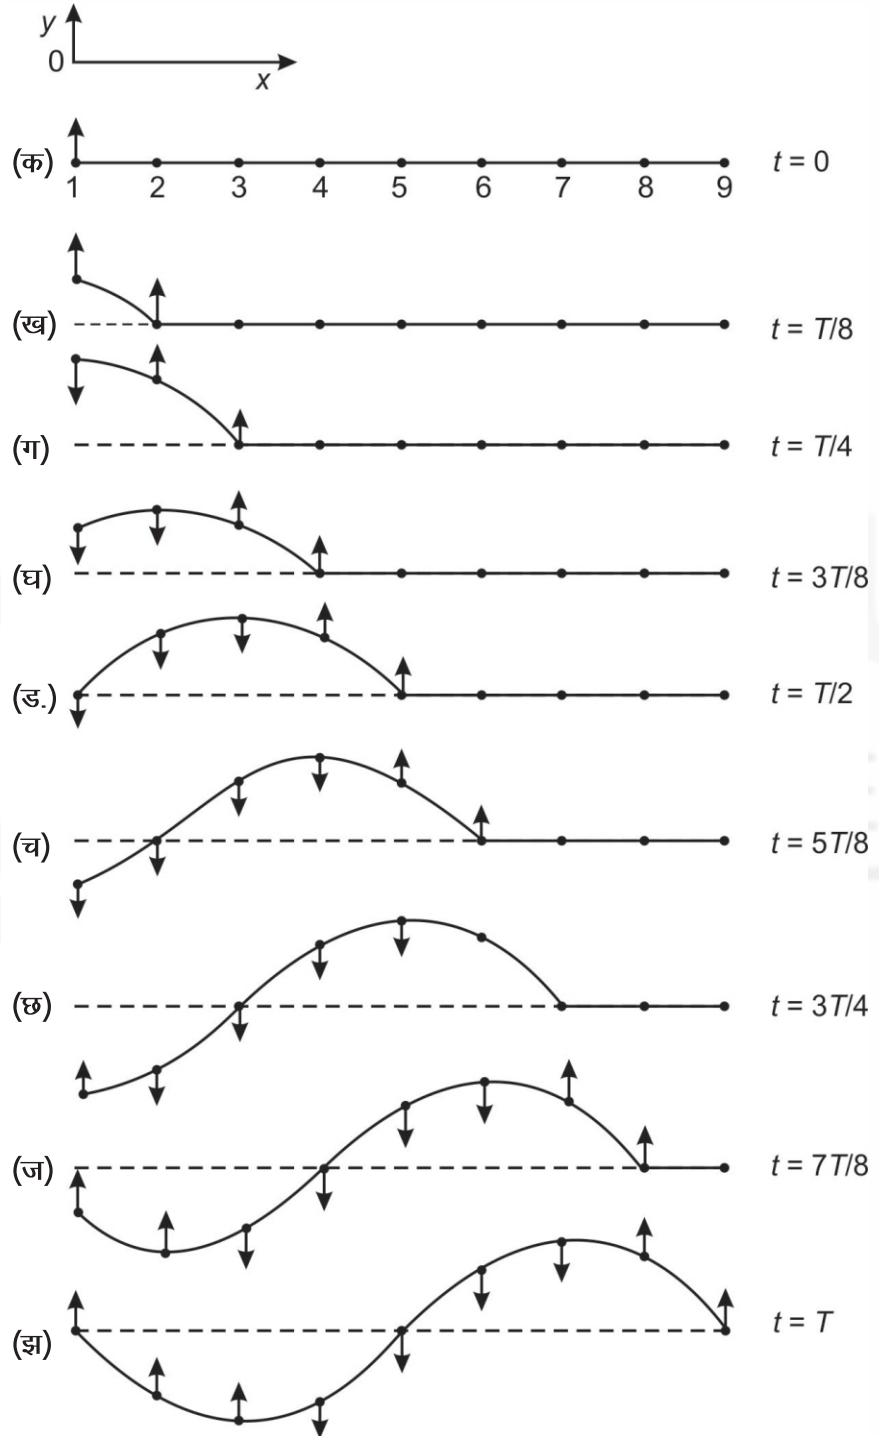 y
0
x
(क) t = 0
1 2 3 4 5 6 7 8 9
(ख) t = T/8
(ग) t = T/4
(घ) t = 3T/8
(ड.) t = T/2
(च) t = 5T/8
(छ) t = 3T/4
(ज) t = 7T/8
(झ) t = T